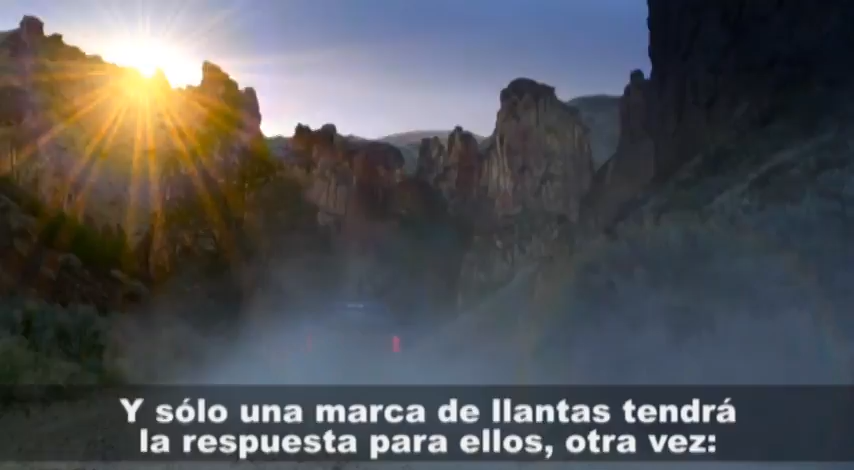 Y sólo una marca de llantas tendrá
la respuesta para ellos, otra vez: